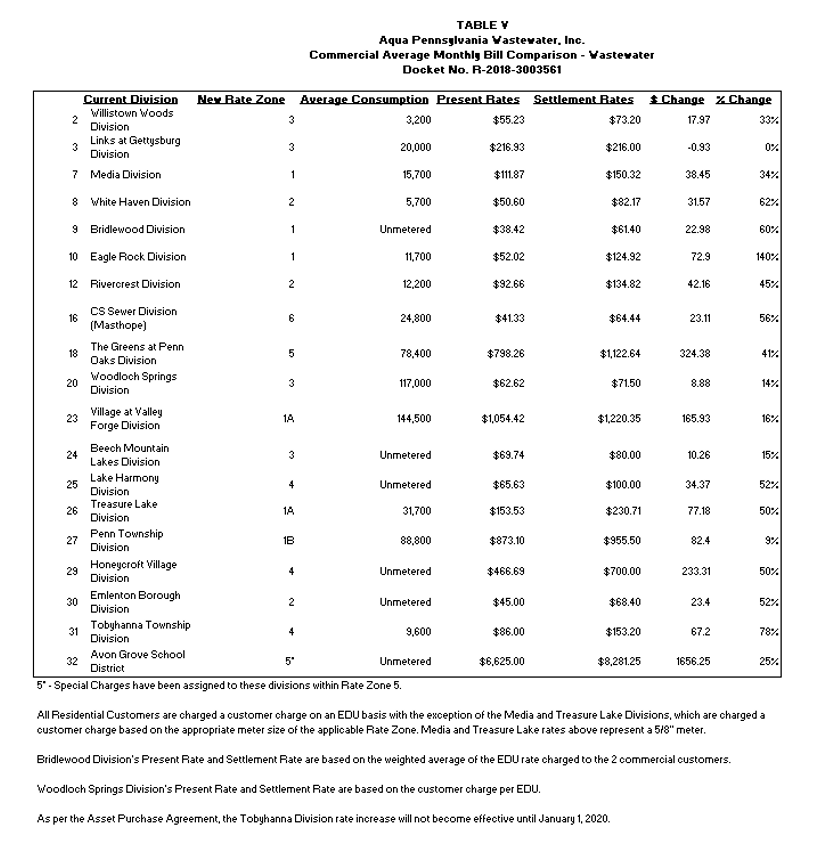 TABLE V
Aqua Pennsylvania Wastewater, Inc.
Commercial Average Monthly Bill Comparison - Wastewater
Docket No. R-2018-3003561
Current Division New Rate Zone Average Consumption Present Rates Settlement Rates $ Change % Change
2 Willistown Woods Division 3 3,200 $55.23 $73.20 17.97 33%
3 Links at Gettysburg Division 3 20,000 $216.93 $216.00 -0.93 0%
7 Media Division 1 15,700 $111.87 $150.32 38.45 34%
8 White Haven Division 2 5,700 $50.60 $82.17 31.57 62%
9 Bridlewood Division 1 Unmetered $38.42 $61.40 22.98 60%
10 Eagle Rock Division 1 11,700 $52.02 $124.92 72.9 140%
12 Rivercrest Division 2 12,200 $92.66 $134.82 42.16 45%
16 CS Sewer Division (Masthope) 6 24,800 $41.33 $64.44 23.11 56%
18 The Greens at Penn Oaks Division 5 78,400 $798.26 $1,122.64 324.38 41%
20 Woodloch Springs Division 3 117,000 $62.62 $71.50 8.88 14%
23 Village at Valley Forge Division 1A 144,500 $1,054.42 $1,220.35 165.93 16%
24 Beech Mountain Lakes Division 3 Unmetered $69.74 $80.00 10.26 15%
25 Lake Harmony Division 4 Unmetered $65.63 $100.00 34.37 52%
26 Treasure Lake Division 1A 31,700 $153.53 $230.71 77.18 50%
27 Penn Township Division 1B 88,800 $873.10 $955.50 82.4 9%
29 Honeycroft Village Division 4 Unmetered $466.69 $700.00 233.31 50%
30 Emlenton Borough Division 2 Unmetered $45.00 $68.40 23.4 52%
31 Tobyhanna Township Division 4 9,600 $86.00 $153.20 67.2 78%
32 Avon Grove School District 5* Unmetered $6,625.00 $8,281.25 1656.25 25%
5* - Special Charges have been assigned to these divisions within Rate Zone 5.
All Residential Customers are charged a customer charge on an EDU basis with the exception of the Media and Treasure Lake Divisions, which are charged a
customer charge based on the appropriate meter size of the applicable Rate Zone. Media and Treasure Lake rates above represent a 5/8" meter.
Bridlewood Division's Present Rate and Settlement Rate are based on the weighted average of the EDU rate charged to the 2 commercial customers.
Woodloch Springs Division's Present Rate and Settlement Rate are based on the customer charge per EDU.
As per the Asset Purchase Agreement, the Tobyhanna Division rate increase will not become effective until January 1, 2020.